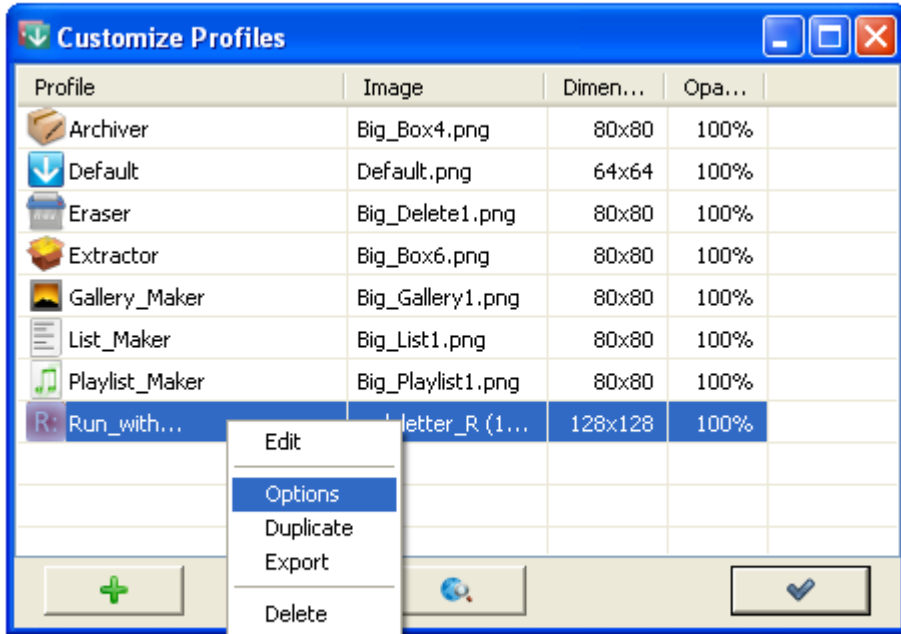 Customize Profiles
Profile Image Dimen... Opa...
Archiver Big_Box4.png 80x80 100%
Default Default.png 64x64 100%
Eraser Big_Delete1.png 80x80 100%
Extractor Big_Box6.png 80x80 100%
Gallery_Maker Big_Gallery1.png 80x80 100%
List_Maker Big_List1.png 80x80 100%
Playlist_Maker Big_Playlist1.png 80x80 100%
R: Run_with... letter_R (1... 128x128 100%
Edit
Options
Duplicate
Export
Delete